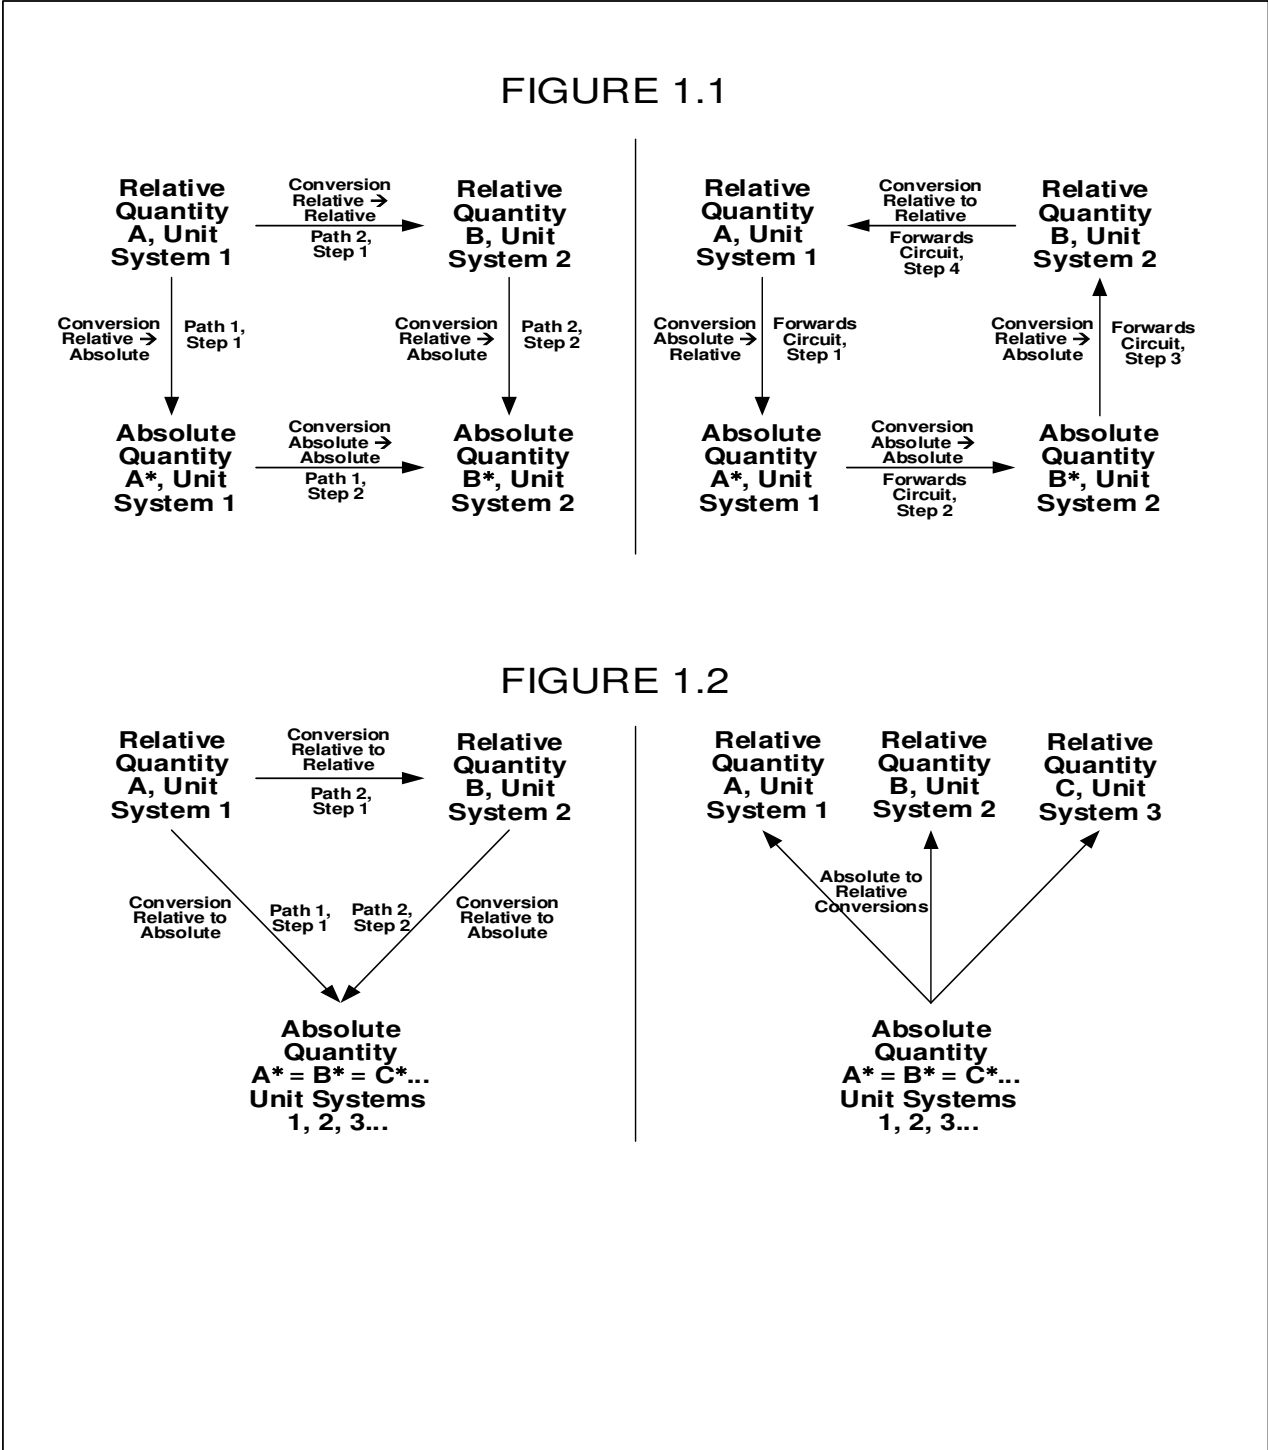 FIGURE 1.1
Relative
Quantity
A, Unit
System 1
Conversion
Relative →
Relative
Path 2,
Step 1
Relative
Quantity
B, Unit
System 2
Conversion
Relative →
Absolute
Path 1,
Step 1
Conversion
Relative →
Absolute
Path 2,
Step 2
Absolute
Quantity
A*, Unit
System 1
Conversion
Absolute →
Absolute
Path 1,
Step 2
Absolute
Quantity
B*, Unit
System 2
Relative
Quantity
A, Unit
System 1
Conversion
Relative to
Relative
Forwards
Circuit,
Step 4
Relative
Quantity
B, Unit
System 2
Conversion
Absolute →
Relative
Forwards
Circuit,
Step 1
Conversion
Relative →
Absolute
Forwards
Circuit,
Step 3
Absolute
Quantity
A*, Unit
System 1
Conversion
Absolute →
Absolute
Forwards
Circuit,
Step 2
Absolute
Quantity
B*, Unit
System 2
FIGURE 1.2
Relative
Quantity
A, Unit
System 1
Conversion
Relative to
Relative
Path 2,
Step 1
Relative
Quantity
B, Unit
System 2
Conversion
Relative to
Absolute
Path 1,
Step 1
Path 2,
Step 2
Conversion
Relative to
Absolute
Absolute
Quantity
A* = B* = C*...
Unit Systems
1, 2, 3...
Relative
Quantity
A, Unit
System 1
Relative
Quantity
B, Unit
System 2
Relative
Quantity
C, Unit
System 3
Absolute to
Relative
Conversions
Absolute
Quantity
A* = B* = C*...
Unit Systems
1, 2, 3...